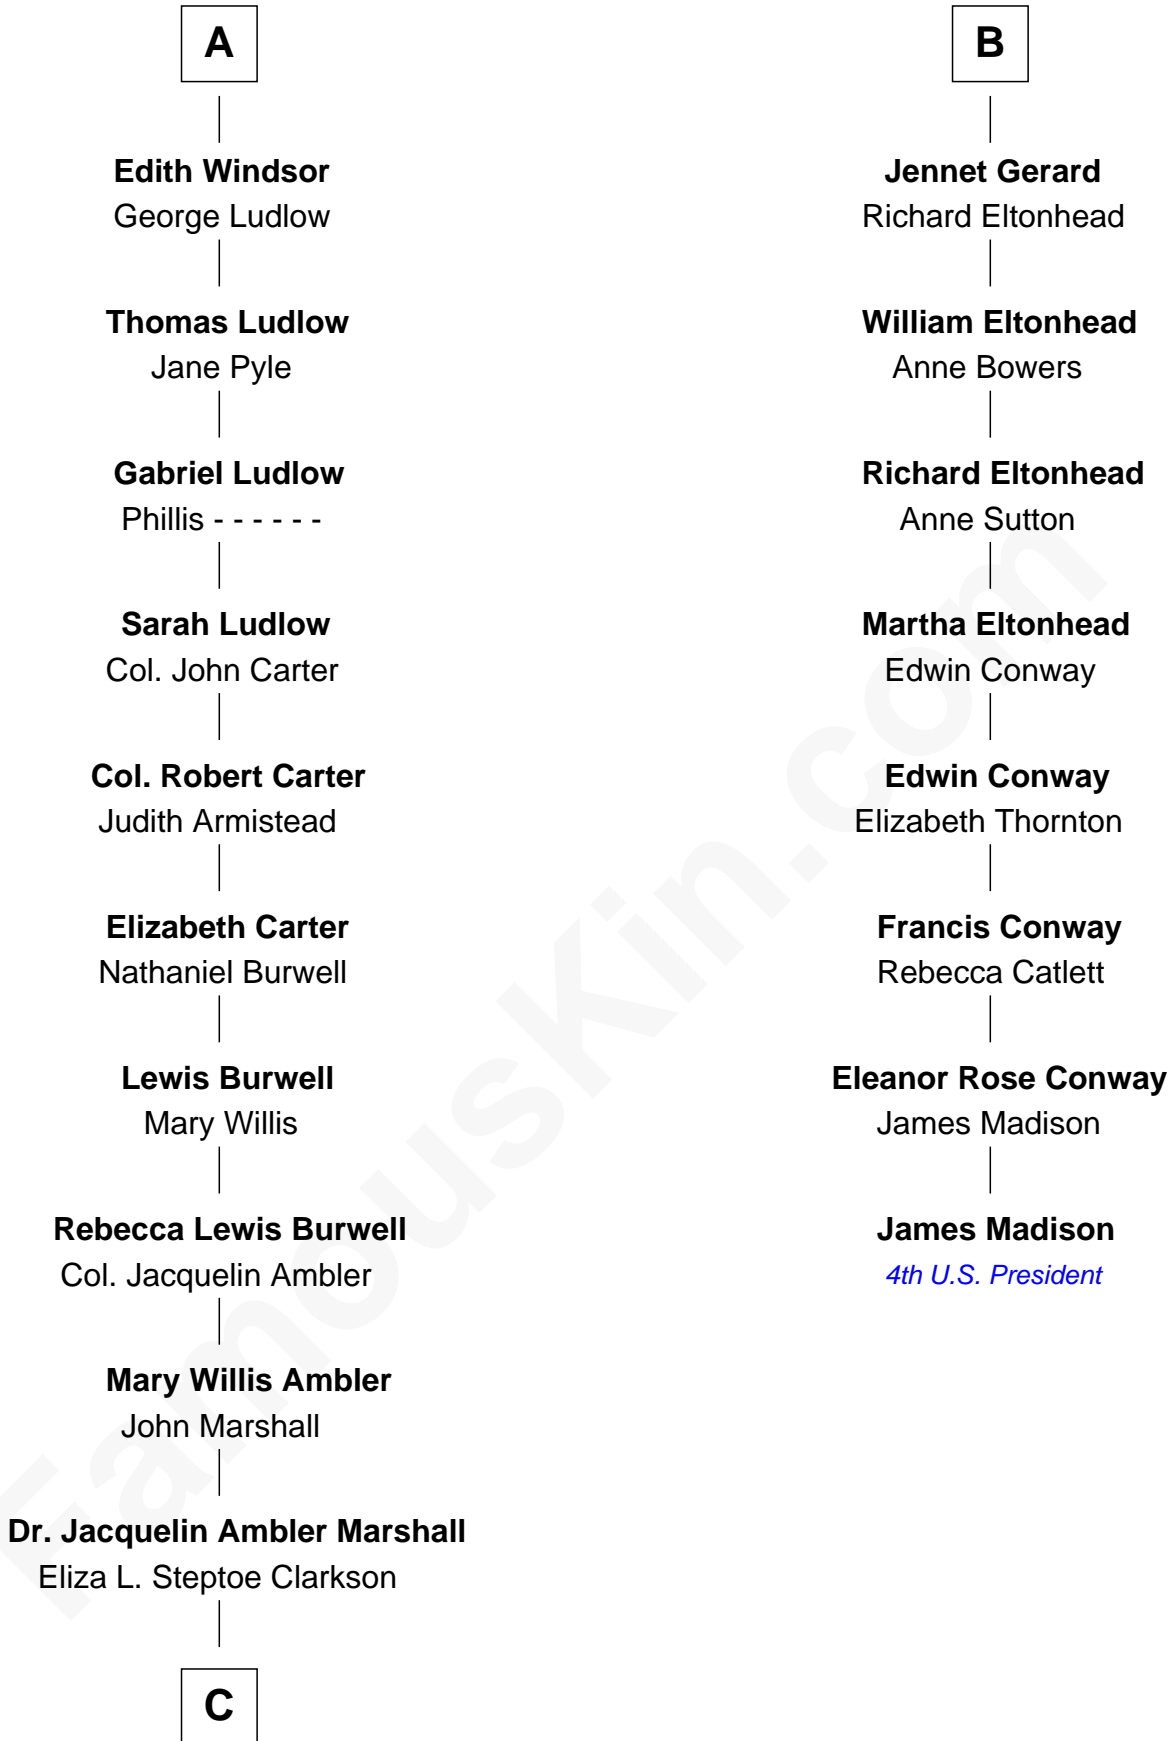 A
Edith Windsor
George Ludlow
Thomas Ludlow
Jane Pyle
Gabriel Ludlow
Phillis - - - - - -
Sarah Ludlow
Col. John Carter
Col. Robert Carter
Judith Armistead
Elizabeth Carter
Nathaniel Burwell
Lewis Burwell
Mary Willis
Rebecca Lewis Burwell
Col. Jacquelin Ambler
Mary Willis Ambler
John Marshall
Dr. Jacquelin Ambler Marshall
Eliza L. Steptoe Clarkson
C
B
Jennet Gerard
Richard Eltonhead
William Eltonhead
Anne Bowers
Richard Eltonhead
Anne Sutton
Martha Eltonhead
Edwin Conway
Edwin Conway
Elizabeth Thornton
Francis Conway
Rebecca Catlett
Eleanor Rose Conway
James Madison
James Madison
4th U.S. President
FamousKin.com